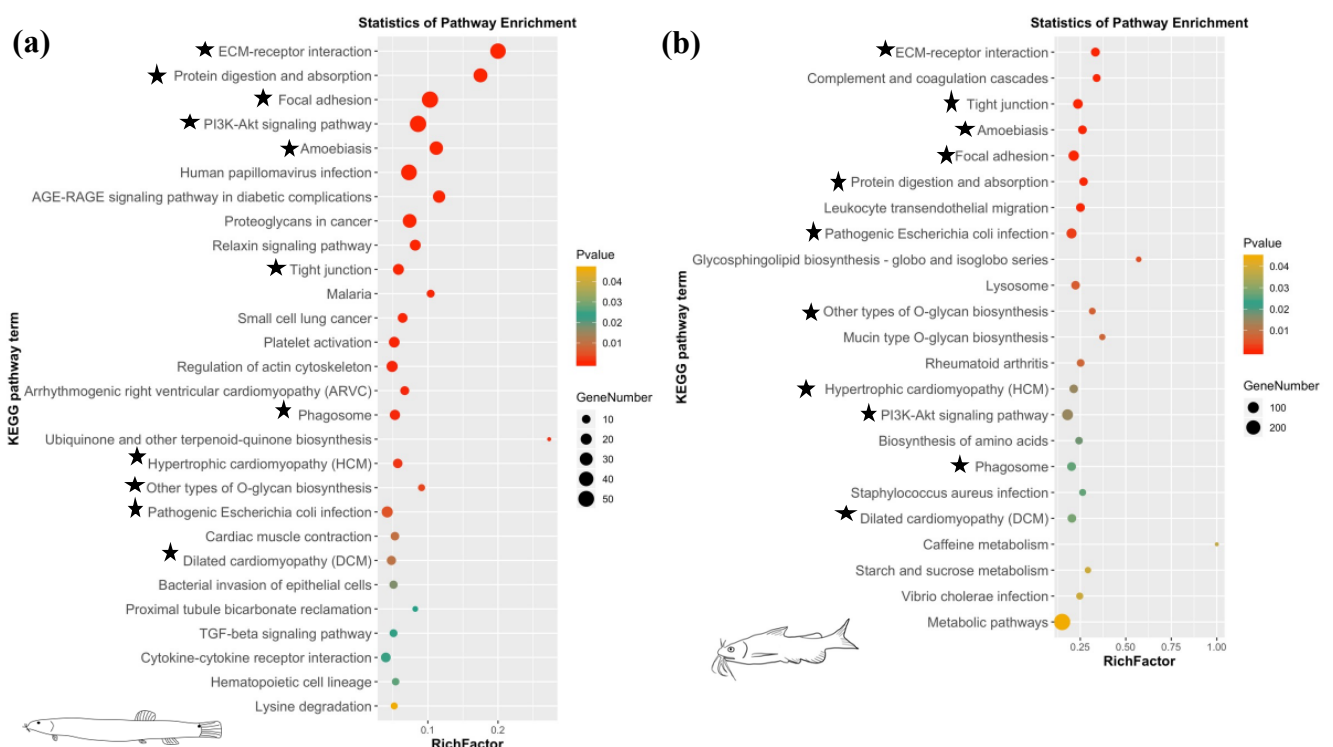 (a)
Statistics of Pathway Enrichment
KEGG pathway term
ECM-receptor interaction
Protein digestion and absorption
Focal adhesion
PI3K-Akt signaling pathway
Amoebiasis
Human papillomavirus infection
AGE-RAGE signaling pathway in diabetic complications
Proteoglycans in cancer
Relaxin signaling pathway
Tight junction
Malaria
Small cell lung cancer
Platelet activation
Regulation of actin cytoskeleton
Arrhythmogenic right ventricular cardiomyopathy (ARVC)
Phagosome
Ubiquinone and other terpenoid-quinone biosynthesis
Hypertrophic cardiomyopathy (HCM)
Other types of O-glycan biosynthesis
Pathogenic Escherichia coli infection
Cardiac muscle contraction
Dilated cardiomyopathy (DCM)
Bacterial invasion of epithelial cells
Proximal tubule bicarbonate reclamation
TGF-beta signaling pathway
Cytokine-cytokine receptor interaction
Hematopoietic cell lineage
Lysine degradation
0.1 0.2
RichFactor
Pvalue
0.04
0.03
0.02
0.01
GeneNumber
10
20
30
40
50
(b)
Statistics of Pathway Enrichment
KEGG pathway term
ECM-receptor interaction
Complement and coagulation cascades
Tight junction
Amoebiasis
Focal adhesion
Protein digestion and absorption
Leukocyte transendothelial migration
Pathogenic Escherichia coli infection
Glycosphingolipid biosynthesis - globo and isoglobo series
Lysosome
Other types of O-glycan biosynthesis
Mucin type O-glycan biosynthesis
Rheumatoid arthritis
Hypertrophic cardiomyopathy (HCM)
PI3K-Akt signaling pathway
Biosynthesis of amino acids
Phagosome
Staphylococcus aureus infection
Dilated cardiomyopathy (DCM)
Caffeine metabolism
Starch and sucrose metabolism
Vibrio cholerae infection
Metabolic pathways
0.25 0.50 0.75 1.00
RichFactor
Pvalue
0.04
0.03
0.02
0.01
GeneNumber
100
200